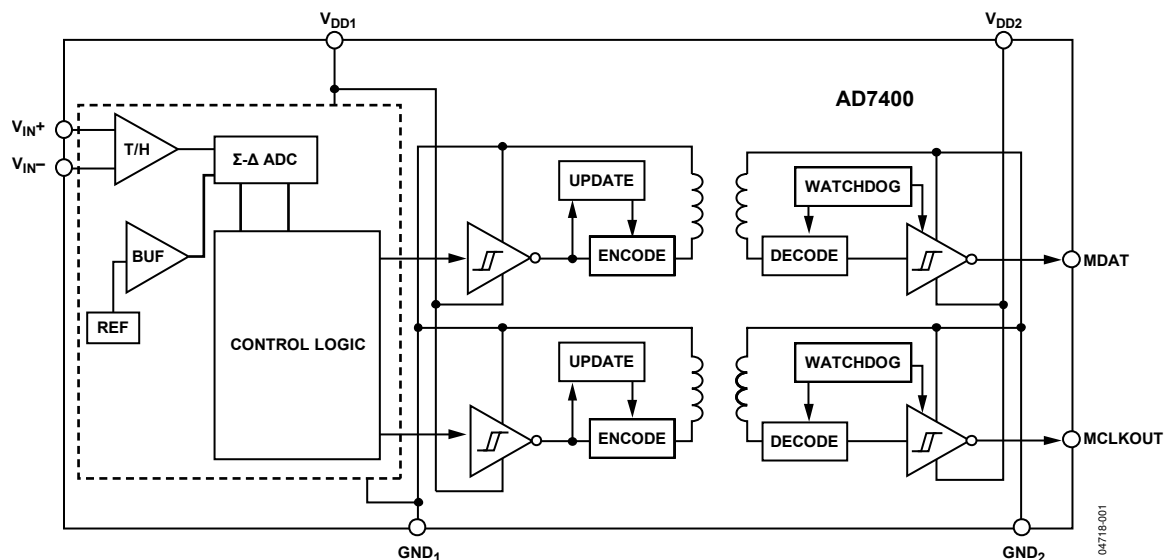 VDD1
VDD2
AD7400
VIN+
VIN–
T/H
Σ-Δ ADC
BUF
REF
CONTROL LOGIC
UPDATE
ENCODE
WATCHDOG
DECODE
MDAT
UPDATE
ENCODE
WATCHDOG
DECODE
MCLKOUT
GND1
GND2
04718-001